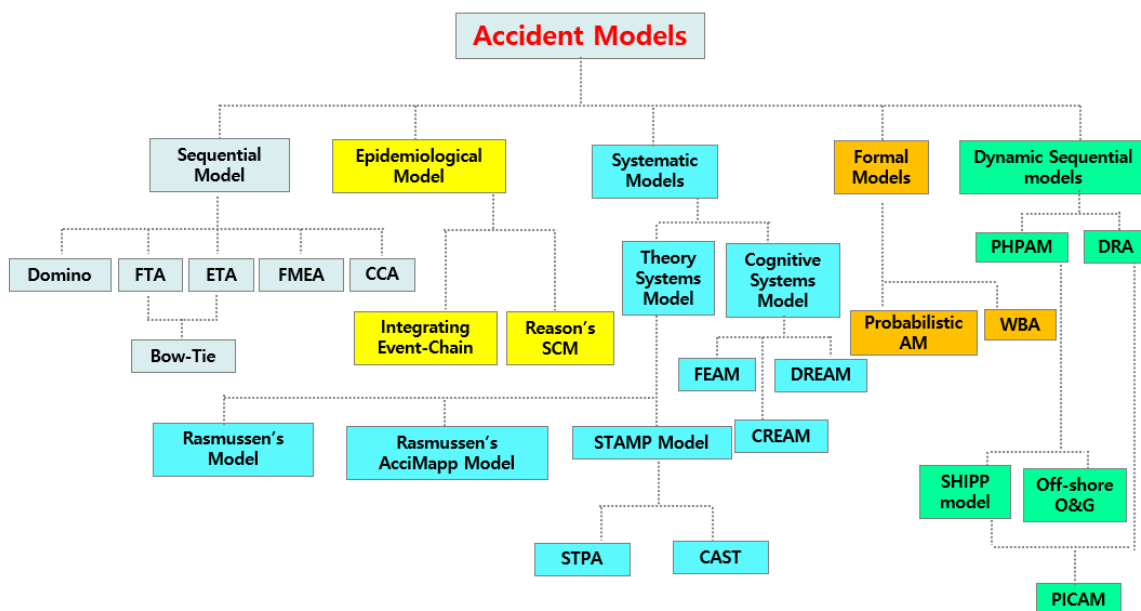 Accident Models
Sequential
Model
Epidemiological
Model
Systematic
Models
Formal
Models
Dynamic Sequential
models
Domino
FTA
ETA
FMEA
CCA
Bow-Tie
Integrating
Event-Chain
Reason's
SCM
Theory
Systems
Model
Cognitive
Systems
Model
FEAM
DREAM
CREAM
Rasmussen's
Model
Rasmussen's
AcciMapp Model
STAMP Model
STPA
CAST
Probabilistic
AM
WBA
PHPAM
DRA
SHIPP
model
Off-shore
O&G
PICAM